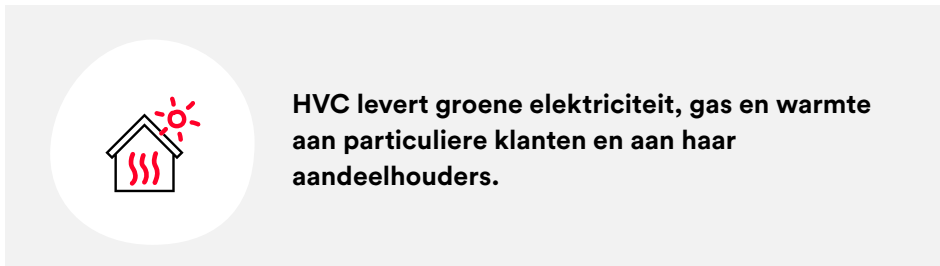 HVC levert groene elektriciteit, gas en warmte
aan particuliere klanten en aan haar
aandeelhouders.